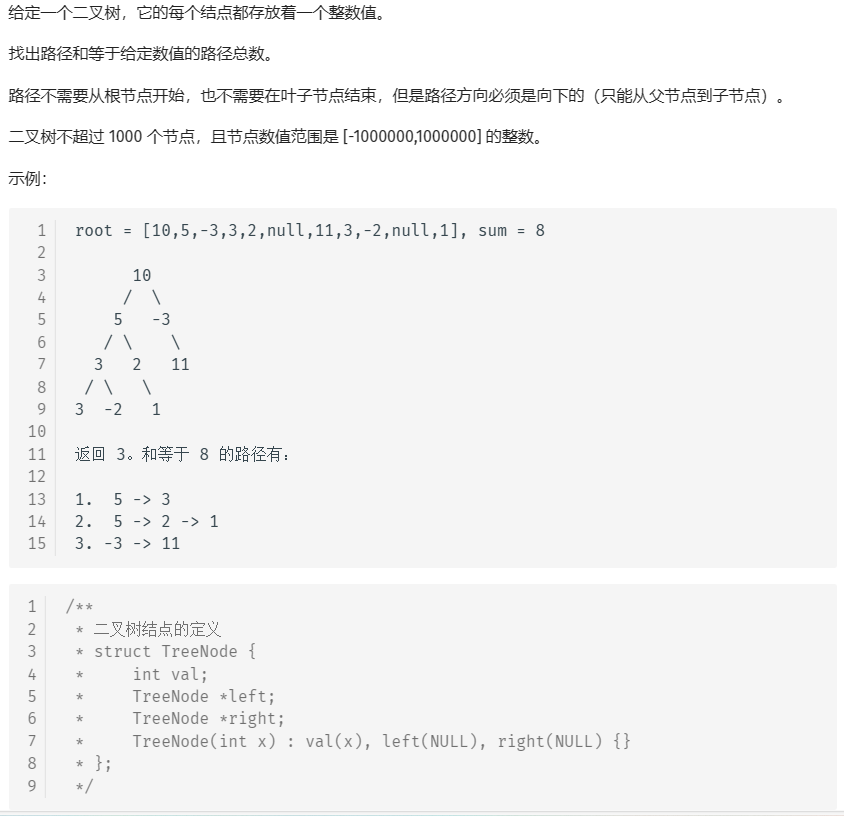 给定一个二叉树，它的每个结点都存放着一个整数值。
找出路径和等于给定数值的路径总数。
路径不需要从根节点开始，也不需要在叶子节点结束，但是路径方向必须是向下的（只能从父节点到子节点）。
二叉树不超过 1000 个节点，且节点数值范围是 [-1000000,1000000] 的整数。
示例：
1 root = [10,5,-3,3,2,null,11,3,-2,null,1], sum = 8
2
3       10
4      /  \
5     5   -3
6    / \    \
7   3   2   11
8  / \   \
9 3  -2   1
10
11 返回 3。和等于 8 的路径有：
12
13 1.  5 -> 3
14 2.  5 -> 2 -> 1
15 3. -3 -> 11
1 /**
2  * 二叉树结点的定义
3  * struct TreeNode {
4  *     int val;
5  *     TreeNode *left;
6  *     TreeNode *right;
7  *     TreeNode(int x) : val(x), left(NULL), right(NULL) {}
8  * };
9  */